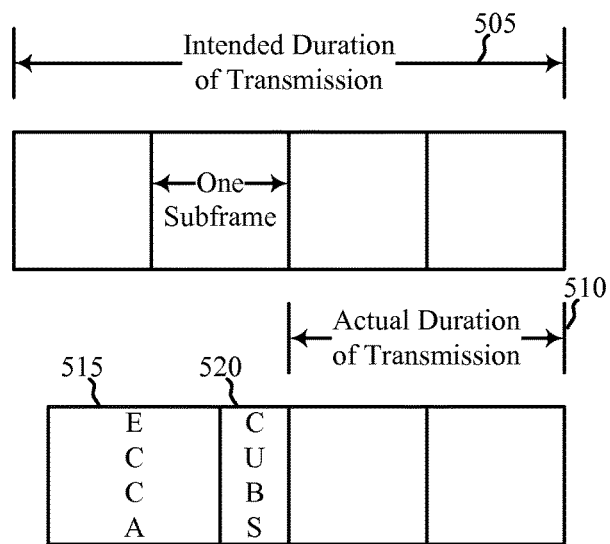 505
Intended Duration
of Transmission
One
Subframe
510
Actual Duration
of Transmission
515
520
E
C
C
A
C
U
B
S